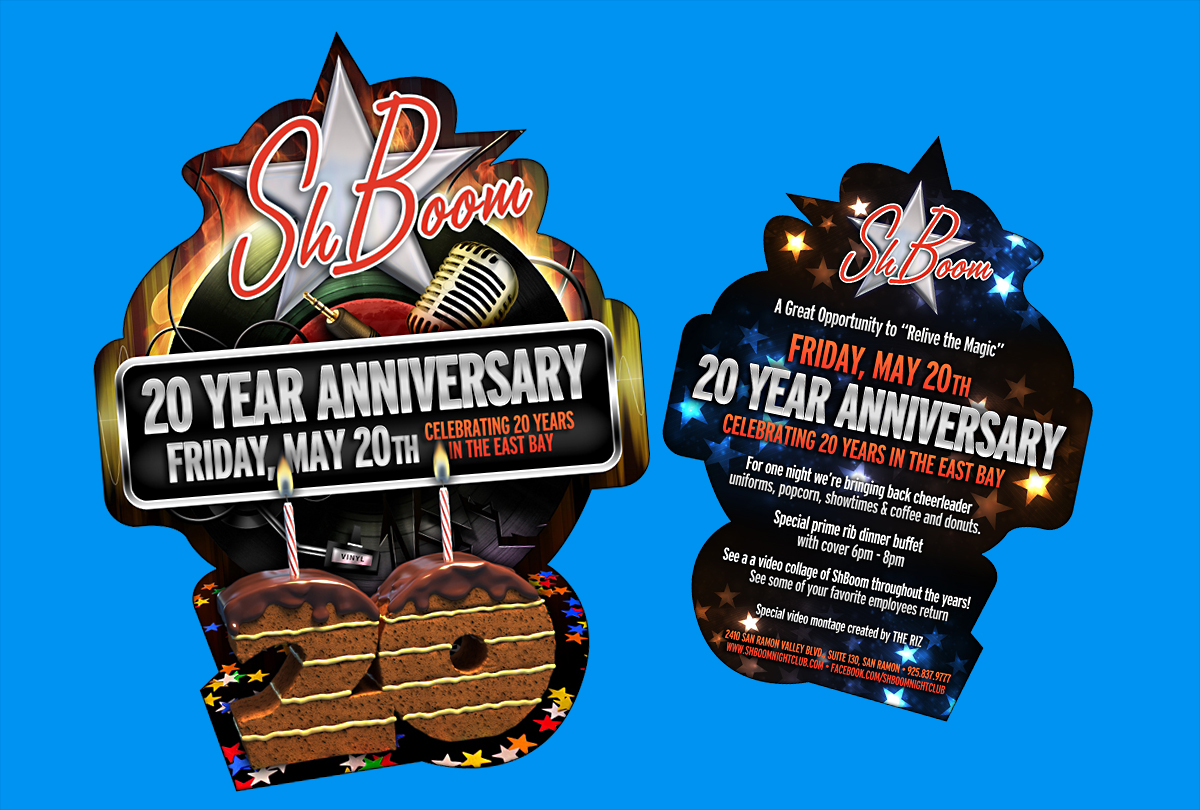 ShBoom
20 YEAR ANNIVERSARY
FRIDAY, MAY 20TH
CELEBRATING 20 YEARS
IN THE EAST BAY
VINYL
20
ShBoom
A Great Opportunity to “Relive the Magic”
FRIDAY, MAY 20TH
20 YEAR ANNIVERSARY
CELEBRATING 20 YEARS IN THE EAST BAY
For one night we're bringing back cheerleader
uniforms, popcorn, showtimes & coffee and donuts.
Special prime rib dinner buffet
with cover 6pm - 8pm
See a a video collage of ShBoom throughout the years!
See some of your favorite employees return
Special video montage created by THE RIZ
2410 SAN RAMON VALLEY BLVD., SUITE 130, SAN RAMON • 925.837.9777
WWW.SHBOOMNIGHTCLUB.COM • FACEBOOK.COM/SHBOOMNIGHTCLUB